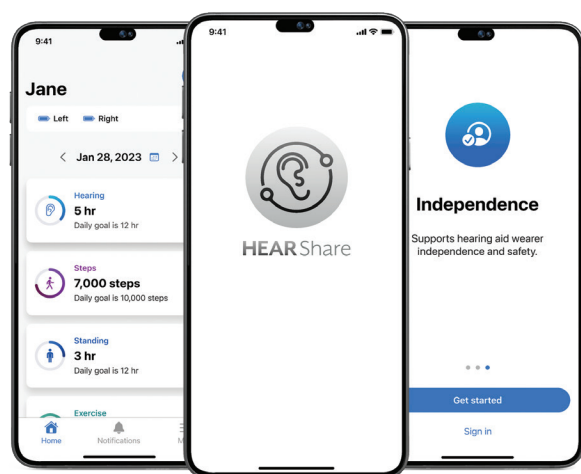 9:41
Jane
Left Right
Jan 28, 2023
Hearing
5 hr
Daily goal is 12 hr
Steps
7,000 steps
Daily goal is 10,000 steps
Standing
3 hr
Daily goal is 12 hr
Exercise
Home Notifications
9:41
HEARShare
9:41
Independence
Supports hearing aid wearer
independence and safety.
Get started
Sign in